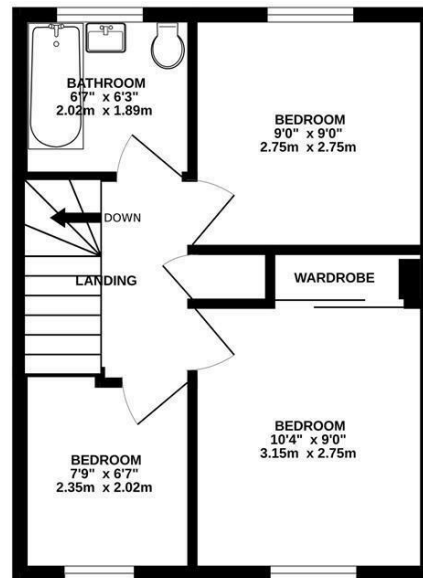 BATHROOM
6'7" x 6'3"
2.02m x 1.89m
BEDROOM
9'0" x 9'0"
2.75m x 2.75m
DOWN
LANDING
WARDROBE
BEDROOM
7'9" x 6'7"
2.35m x 2.02m
BEDROOM
10'4" x 9'0"
3.15m x 2.75m